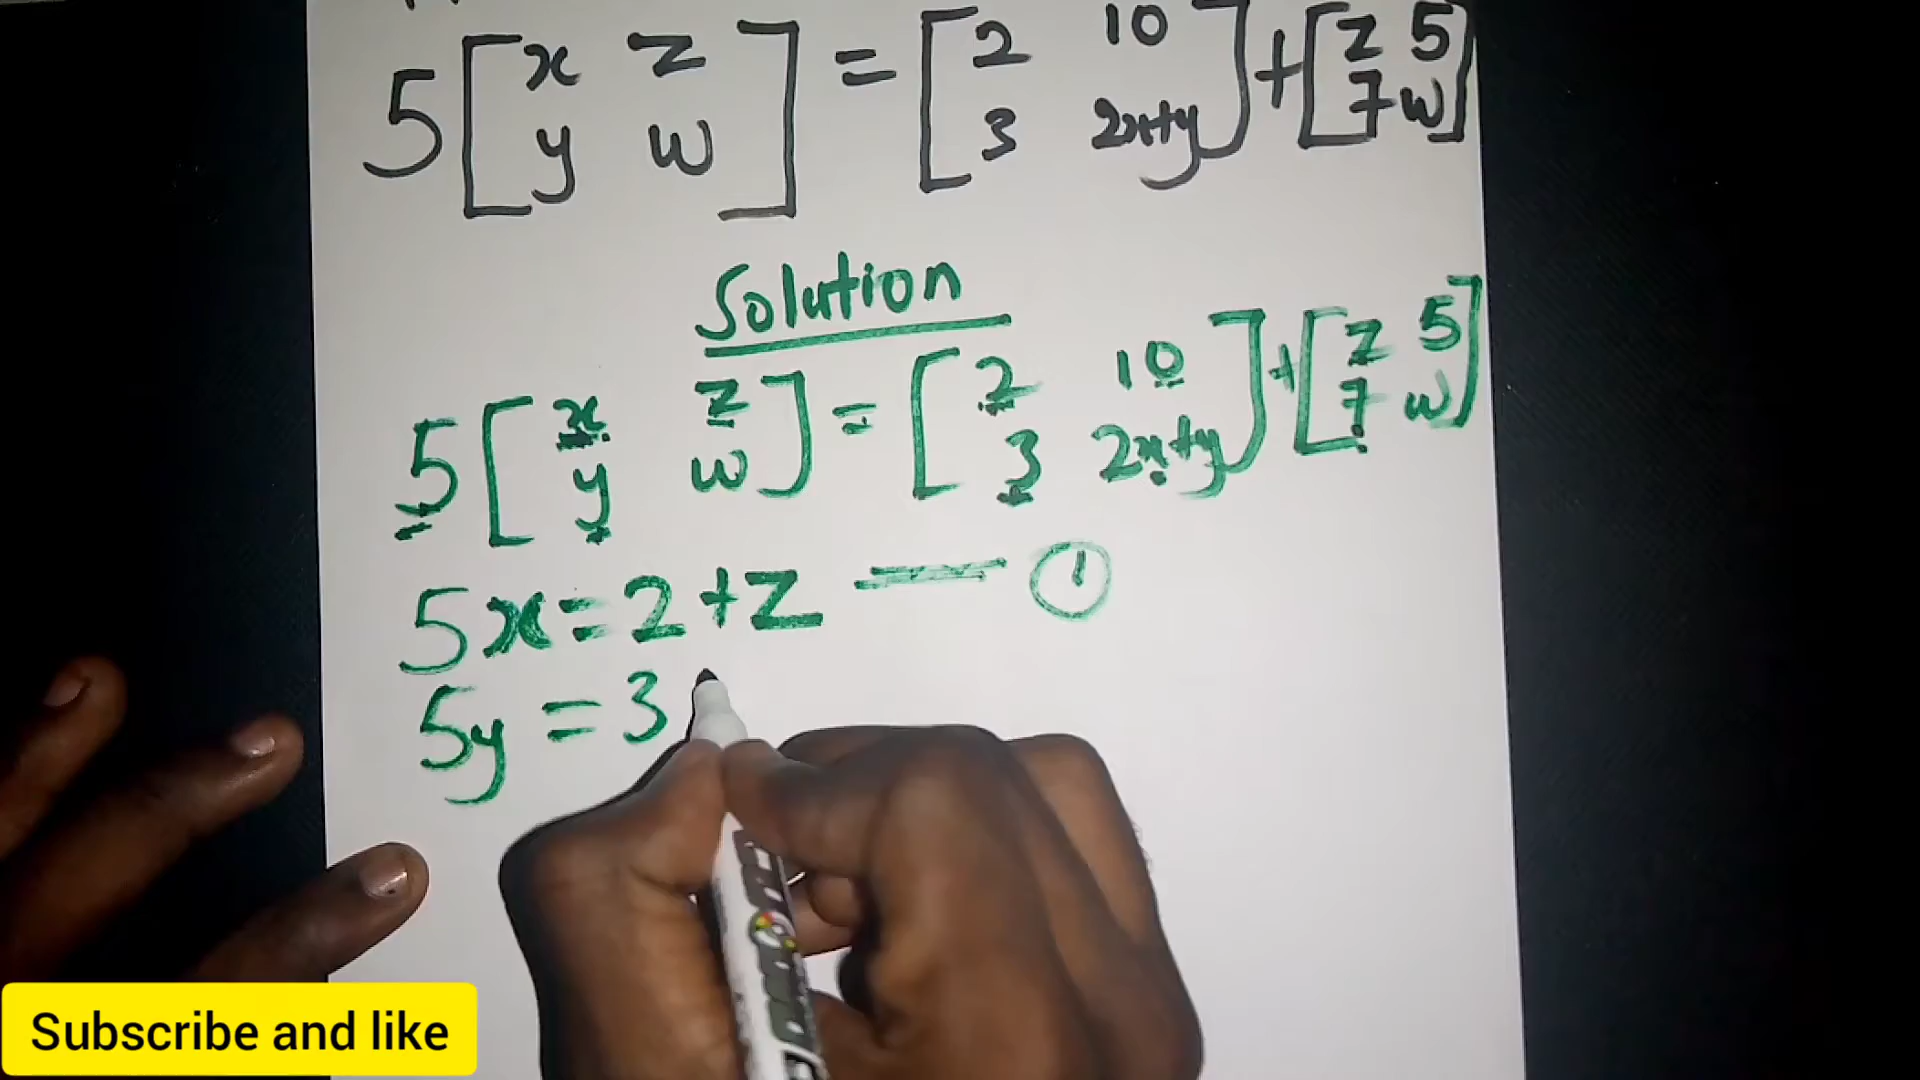 5[x z = [2 10 ] + [z 5
y w] 3 2x+y 7 w]
Solution
5[x z ] = [2 10 ] + [z 5]
y w 3 2x+y 7 w
5x = 2 + z —— ①
5y = 3
Subscribe and like